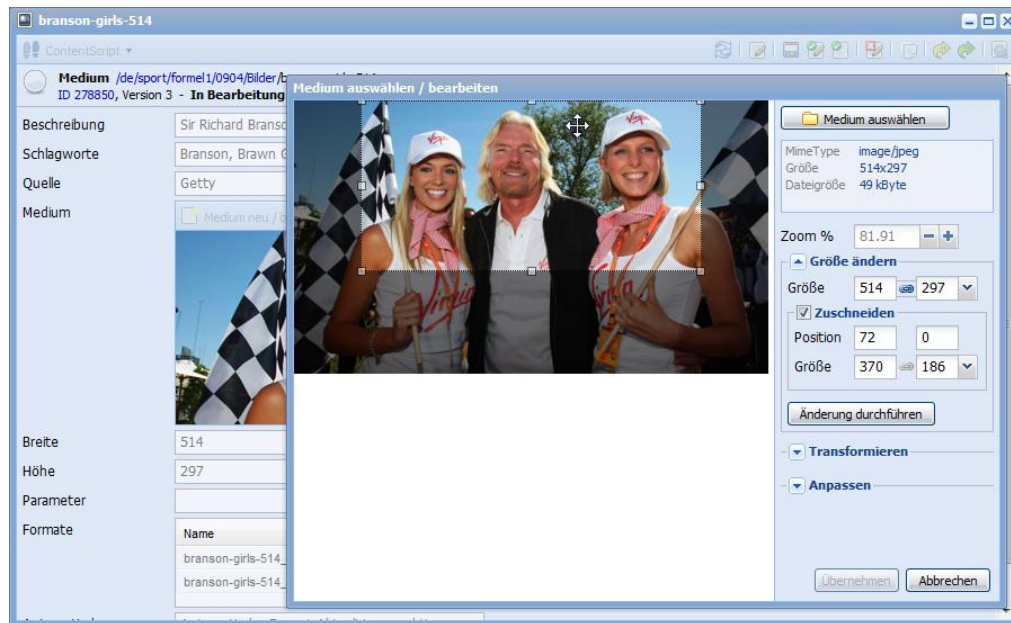 branson-girls-514
ContentScript
Medium /de/sport/formel1/0904/Bilder/
ID 278850, Version 3 - In Bearbeitung
Medium auswählen / bearbeiten
Beschreibung
Sir Richard Branso
Schlagworte
Branson, Brawn G
Quelle
Getty
Medium
Medium neu /
Breite
514
Höhe
297
Parameter
Formate
Name
branson-girls-514_
branson-girls-514_
Virgin
Virgin
Virgin
Virgin
Virgin
Medium auswählen
MimeType image/jpeg
Größe 514x297
Dateigröße 49 kByte
Zoom % 81.91
Größe ändern
Größe 514 297
Zuschneiden
Position 72 0
Größe 370 186
Änderung durchführen
Transformieren
Anpassen
Übernehmen
Abbrechen